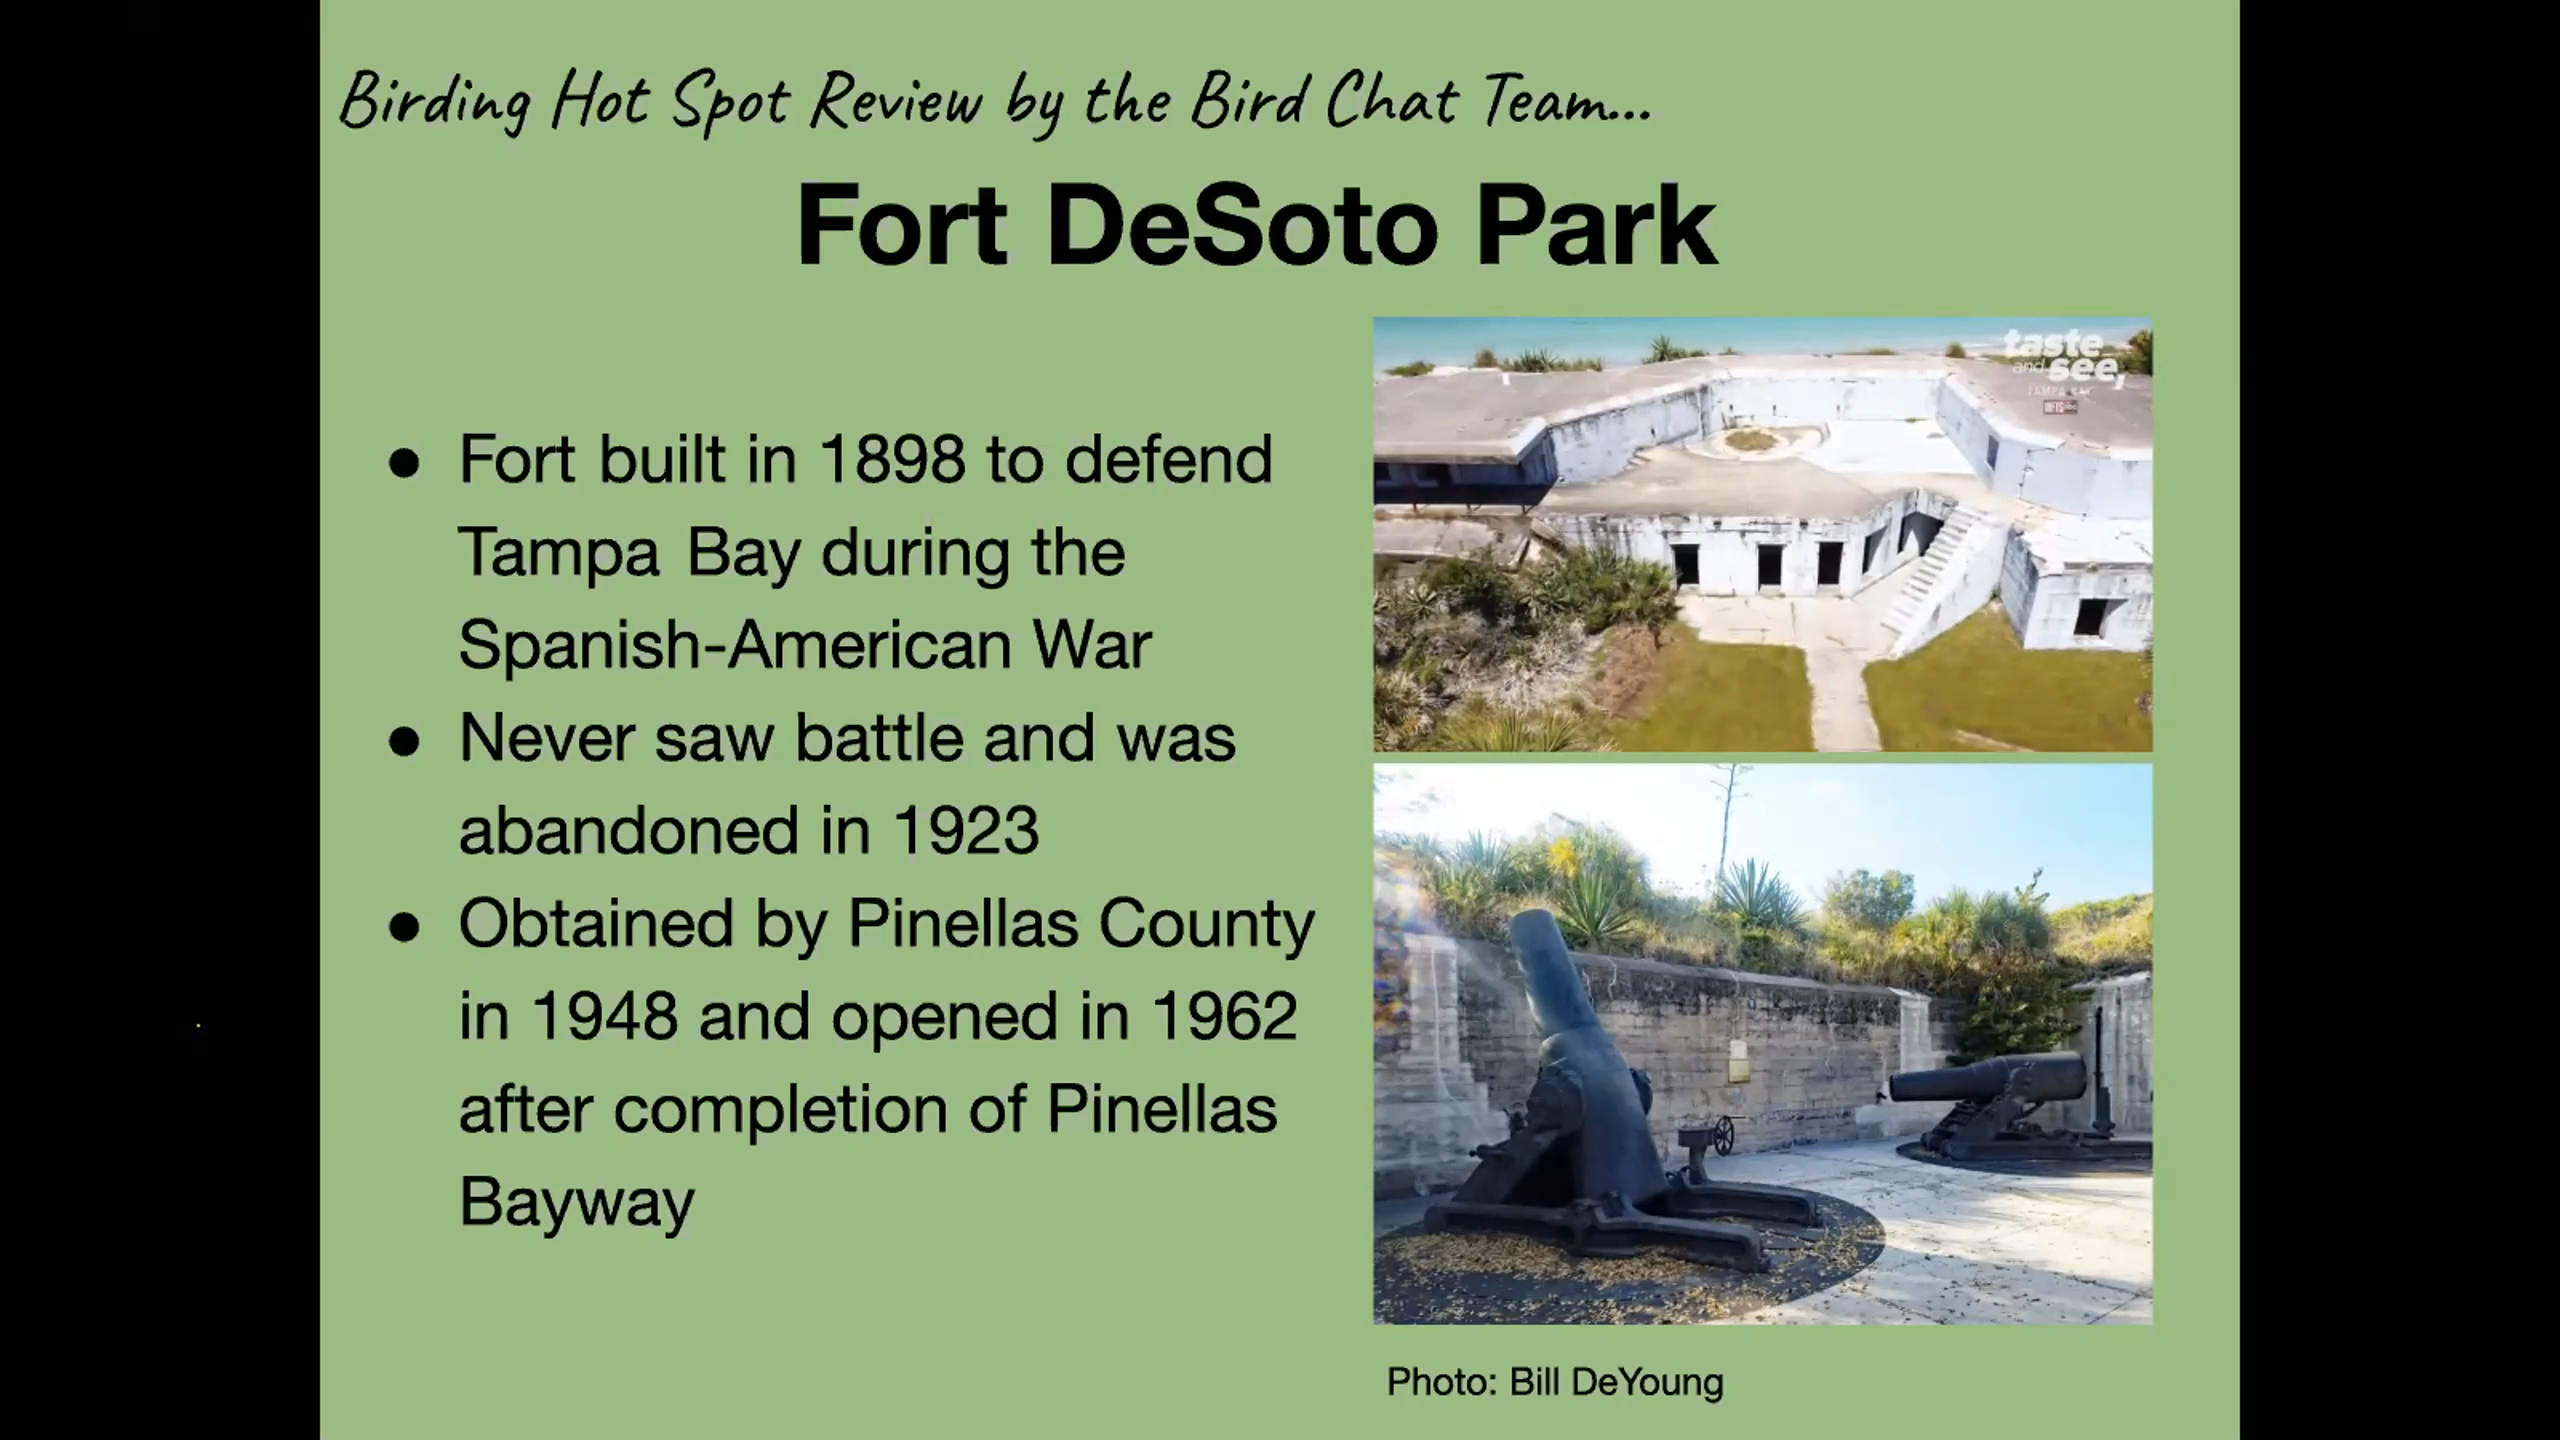 Birding Hot Spot Review by the Bird Chat Team...
Fort DeSoto Park
● Fort built in 1898 to defend
Tampa Bay during the
Spanish-American War
● Never saw battle and was
abandoned in 1923
● Obtained by Pinellas County
in 1948 and opened in 1962
after completion of Pinellas
Bayway
taste
and see,
TAMPA BAY
Photo: Bill DeYoung